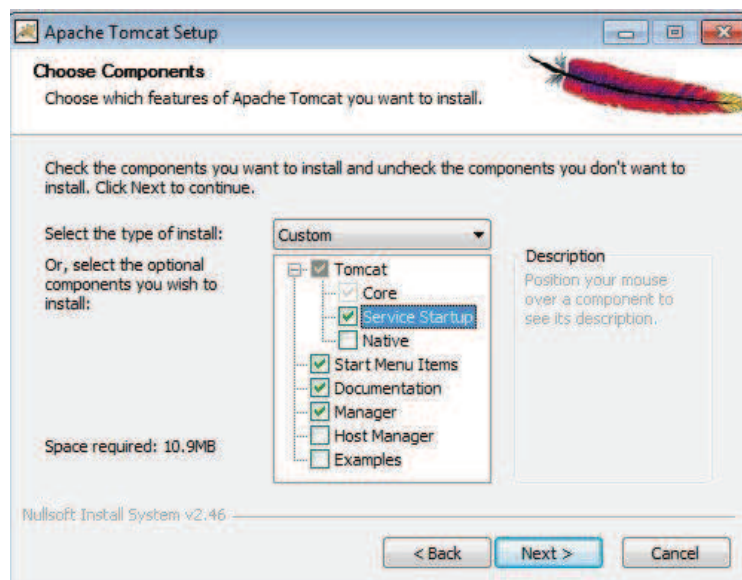 Apache Tomcat Setup
Choose Components
Choose which features of Apache Tomcat you want to install.
Check the components you want to install and uncheck the components you don't want to
install. Click Next to continue.
Select the type of install:
Custom
Or, select the optional
components you wish to
install:
Tomcat
Core
Service Startup
Native
Start Menu Items
Documentation
Manager
Host Manager
Examples
Description
Position your mouse
over a component to
see its description.
Space required: 10.9MB
Nullsoft Install System v2.46
< Back
Next >
Cancel